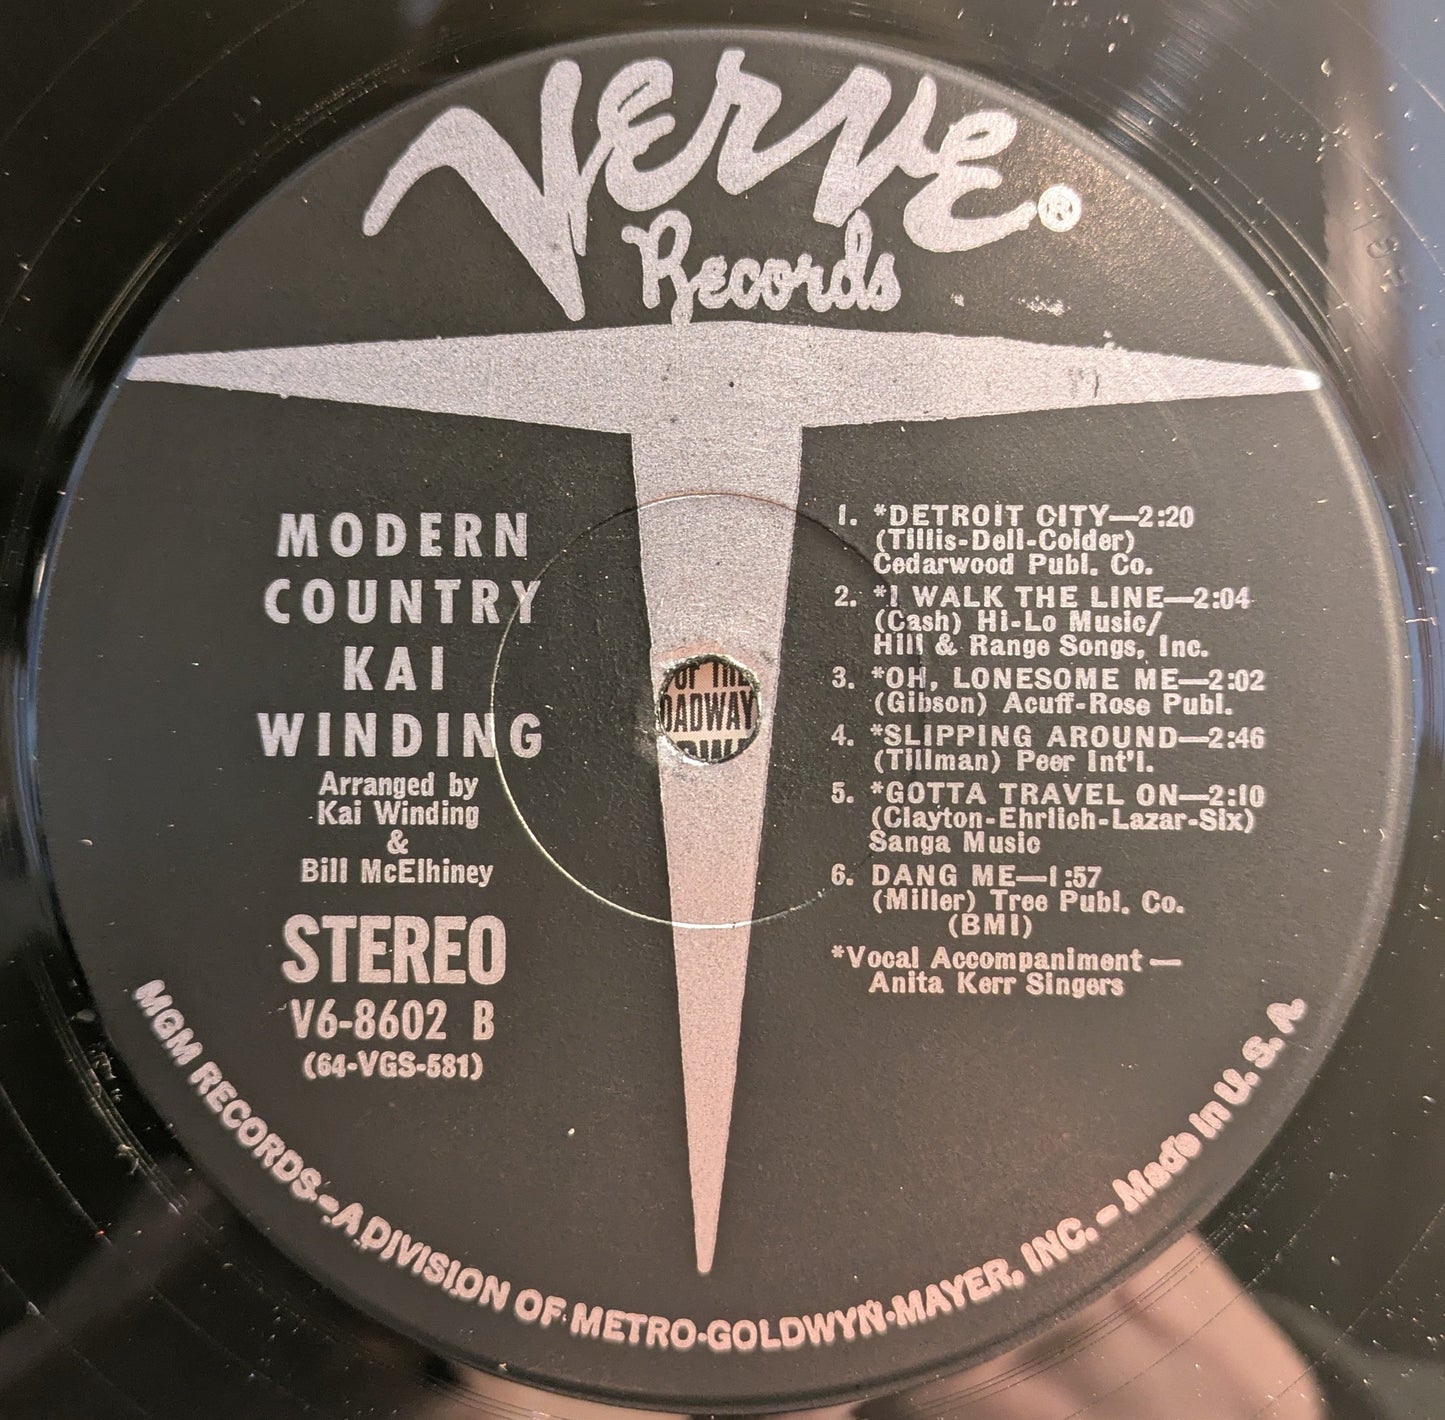 Verve®
Records
MODERN
COUNTRY
KAI
WINDING
Arranged by
Kai Winding
&
Bill McElhiney
STEREO
V6-8602 B
(64-VGS-581)
1. *DETROIT CITY—2:20
(Tillis-Dell-Colder)
Cedarwood Publ. Co.
2. *I WALK THE LINE—2:04
(Cash) Hi-Lo Music/
Hill & Range Songs, Inc.
3. *OH, LONESOME ME—2:02
(Gibson) Acuff-Rose Publ.
4. *SLIPPING AROUND—2:46
(Tillman) Peer Int'l.
5. *GOTTA TRAVEL ON—2:10
(Clayton-Ehrlich-Lazar-Six)
Sanga Music
6. DANG ME—1:57
(Miller) Tree Publ. Co.
(BMI)
*Vocal Accompaniment—
Anita Kerr Singers
OF THE
OADWAY
MGM RECORDS—A DIVISION OF METRO-GOLDWYN-MAYER, INC. – Made in U. S. A.